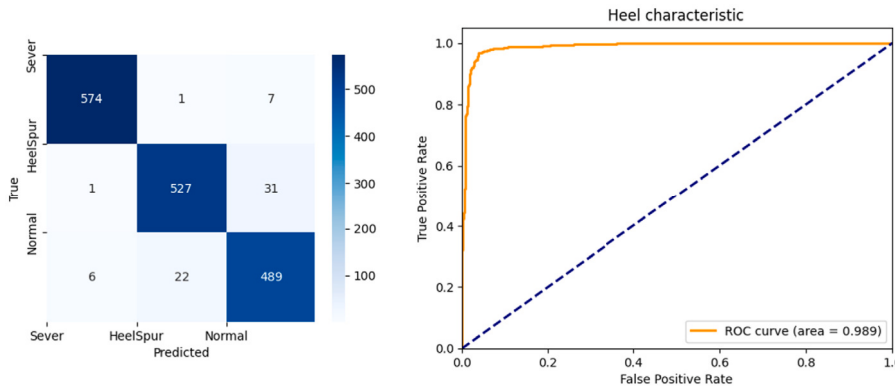 Sever
HeelSpur
Normal
True
574 1 7
1 527 31
6 22 489
Sever HeelSpur Normal
Predicted
500
400
300
200
100
Heel characteristic
True Positive Rate
1.0
0.8
0.6
0.4
0.2
0.0
ROC curve (area = 0.989)
0.0 0.2 0.4 0.6 0.8 1.
False Positive Rate